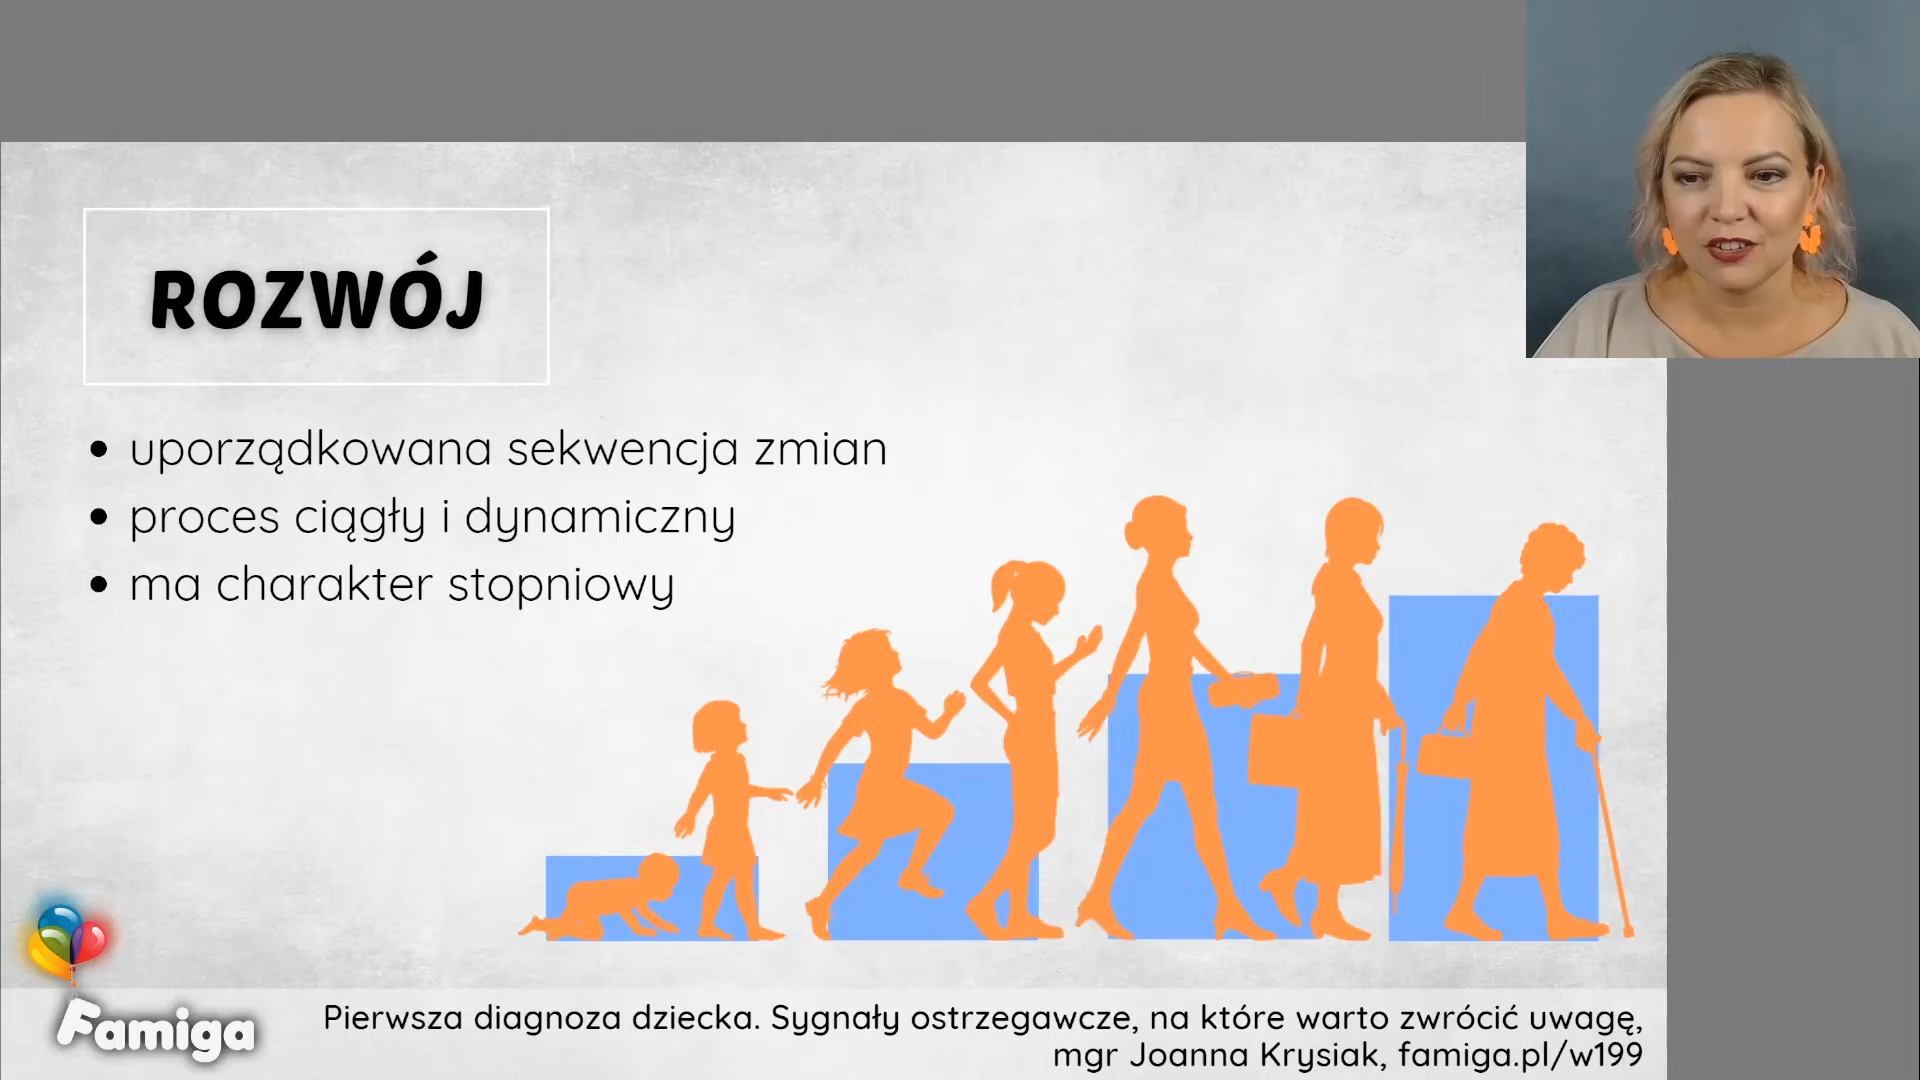 ROZWÓJ
uporządkowana sekwencja zmian
proces ciągły i dynamiczny
ma charakter stopniowy
Famiga
Pierwsza diagnoza dziecka. Sygnały ostrzegawcze, na które warto zwrócić uwagę,
mgr Joanna Krysiak, famiga.pl/w199